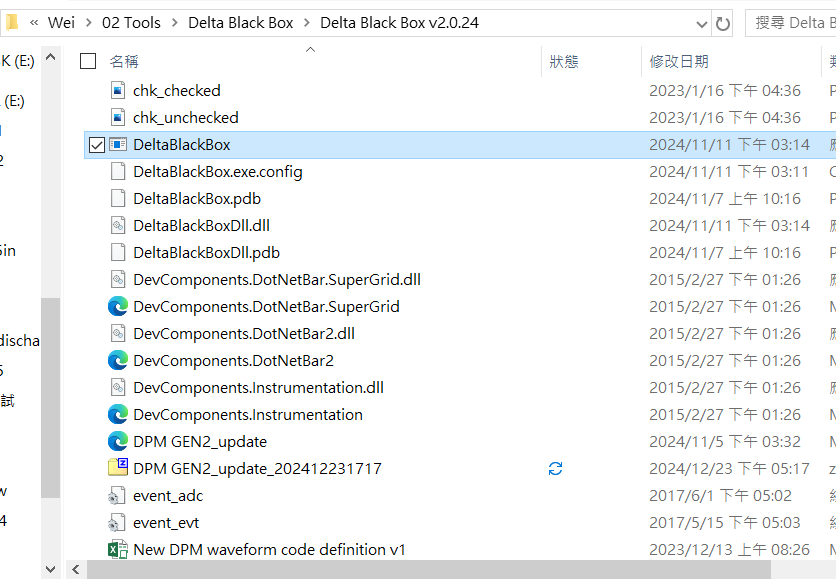 « Wei > 02 Tools > Delta Black Box > Delta Black Box v2.0.24 搜尋 Delta B
K (E:) 名稱 狀態 修改日期
chk_checked 2023/1/16 下午 04:36 P
(E:)
chk_unchecked 2023/1/16 下午 04:36 P
DeltaBlackBox 2024/11/11 下午 03:14
2
DeltaBlackBox.exe.config 2024/11/11 下午 03:11 C
DeltaBlackBox.pdb 2024/11/7 上午 10:16 P
DeltaBlackBoxDll.dll 2024/11/11 下午 03:14
in DeltaBlackBoxDll.pdb 2024/11/7 上午 10:16 P
DevComponents.DotNetBar.SuperGrid.dll 2015/2/27 下午 01:26
DevComponents.DotNetBar.SuperGrid 2015/2/27 下午 01:26 M
discha DevComponents.DotNetBar2.dll 2015/2/27 下午 01:26
DevComponents.DotNetBar2 2015/2/27 下午 01:26 M
DevComponents.Instrumentation.dll 2015/2/27 下午 01:26
試
DevComponents.Instrumentation 2015/2/27 下午 01:26 M
DPM GEN2_update 2024/11/5 下午 03:32 M
DPM GEN2_update_202412231717 2024/12/23 下午 05:17 z
w event_adc 2017/6/1 下午 05:02
4 event_evt 2017/5/15 下午 05:03
New DPM waveform code definition v1 2023/12/13 上午 08:26 M